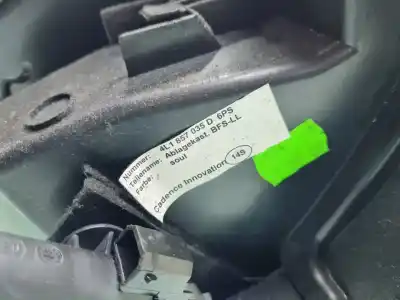 Nummer: 4L1 857 035 D 6PS
Teilename: Ablagekast. BFS-LL
Farbe: soul
Cadence Innovation 149